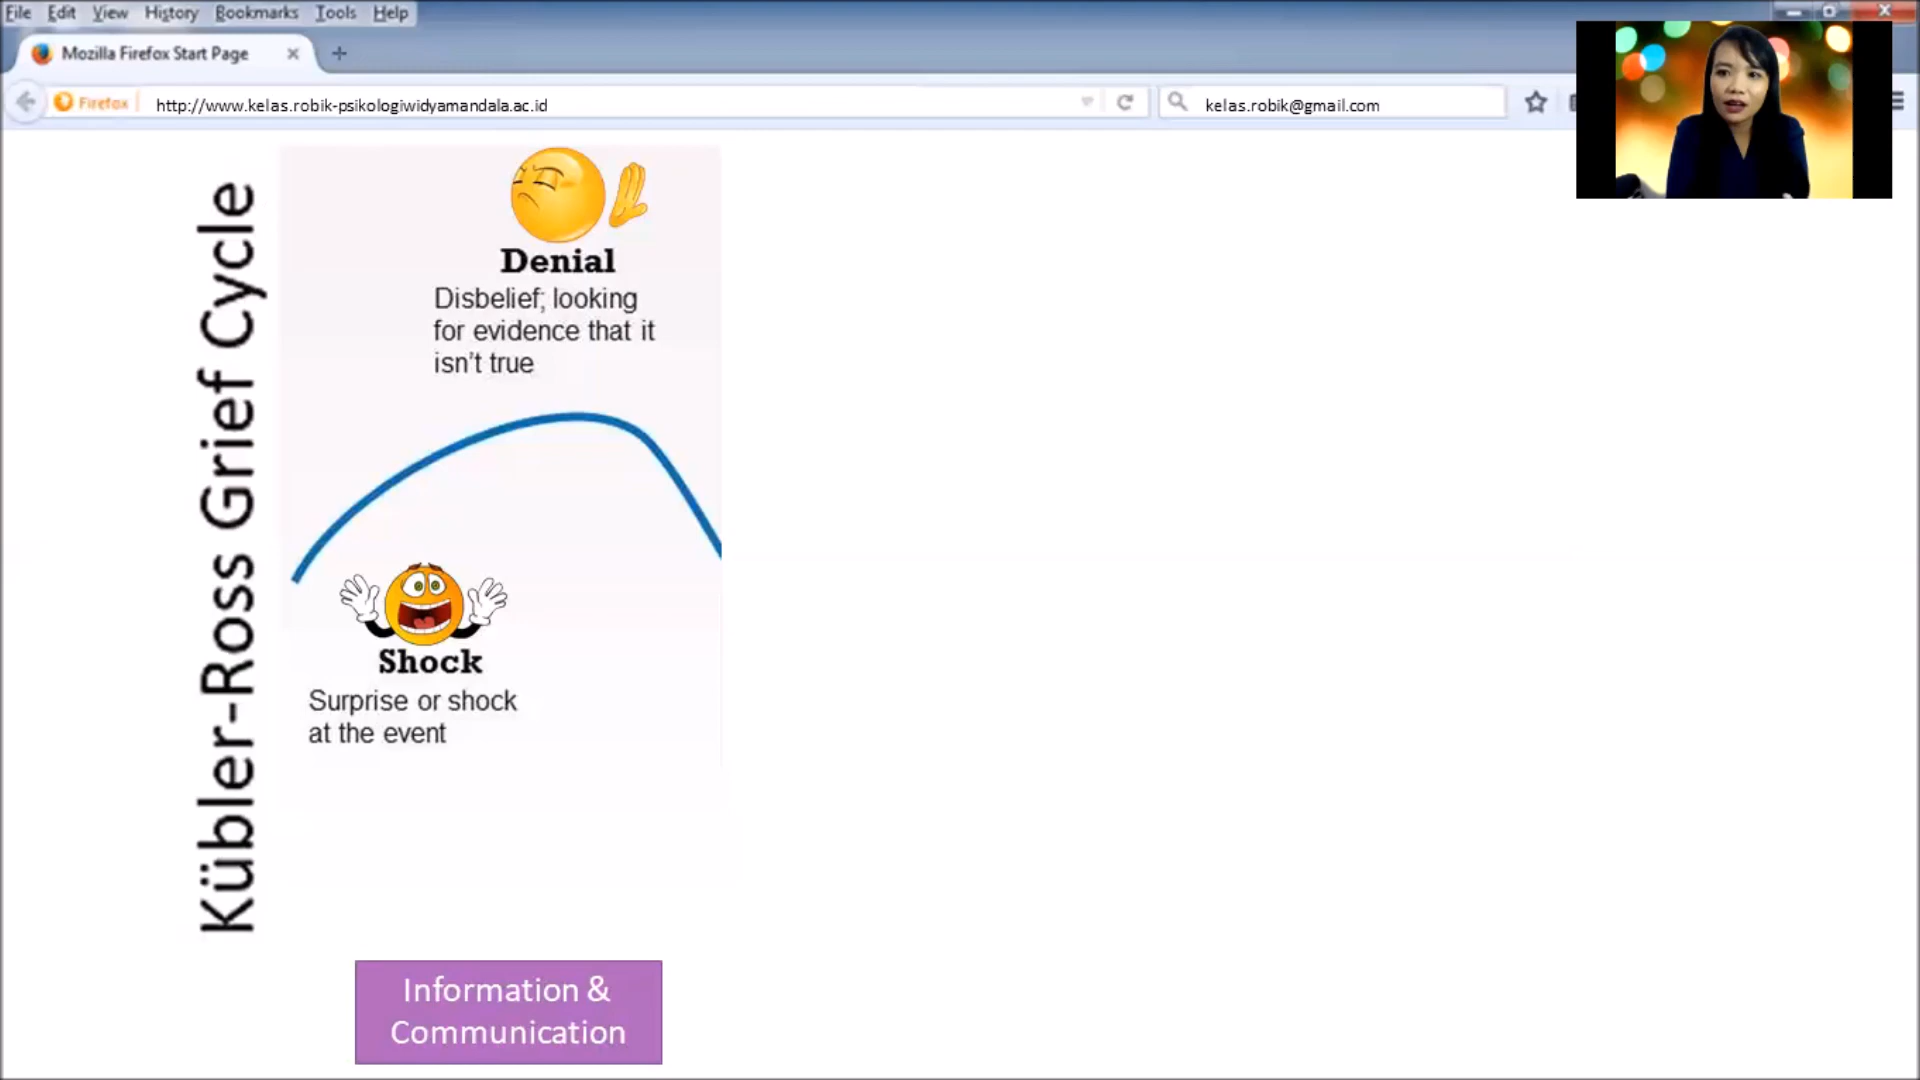 File Edit View History Bookmarks Tools Help
Mozilla Firefox Start Page
Firefox
http://www.kelas.robik-psikologiwidyamandala.ac.id
kelas.robik@gmail.com
Kübler-Ross Grief Cycle
Denial
Disbelief; looking
for evidence that it
isn't true
Shock
Surprise or shock
at the event
Information &
Communication